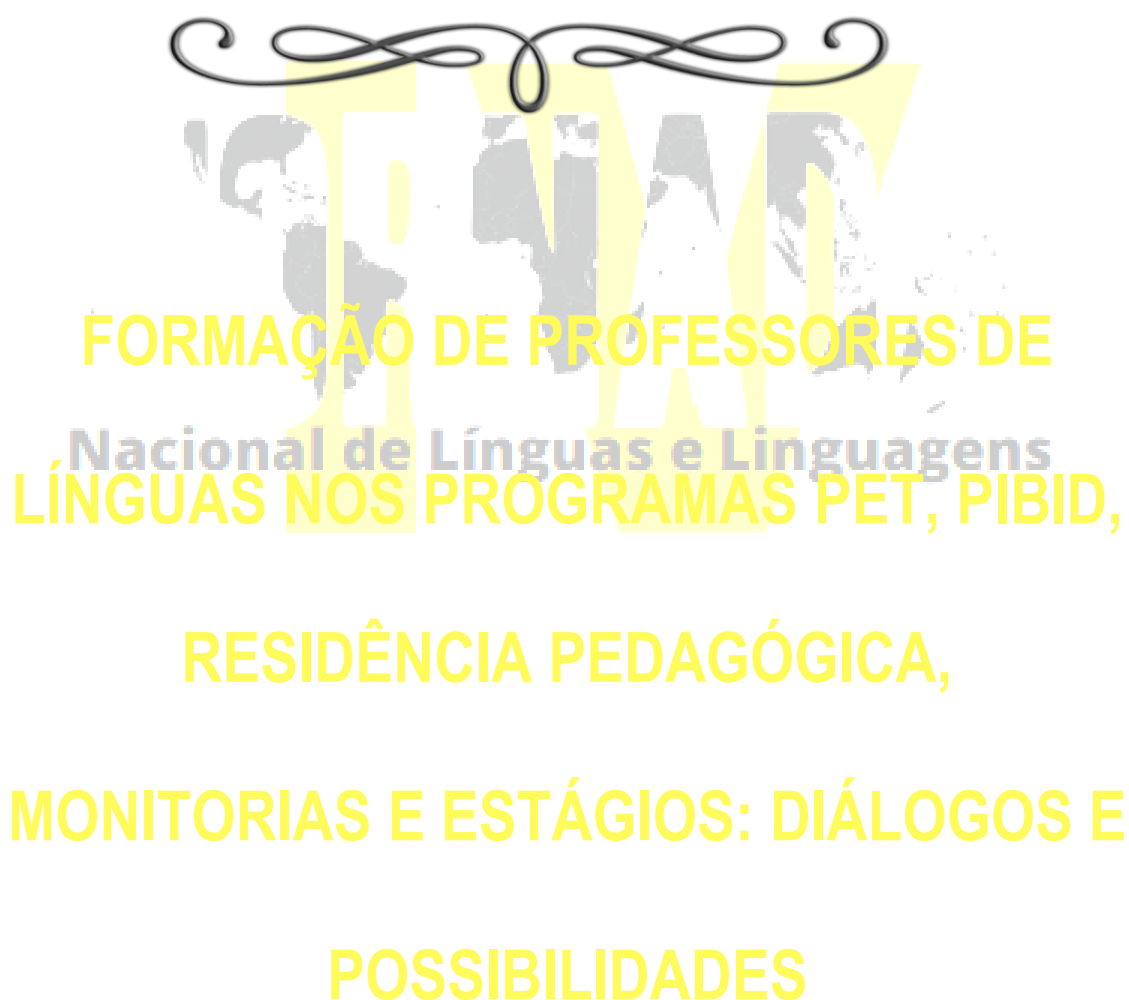 FORMAÇÃO DE PROFESSORES DE
Nacional de Línguas e Linguagens
LÍNGUAS NOS PROGRAMAS PET, PIBID,
RESIDÊNCIA PEDAGÓGICA,
MONITORIAS E ESTÁGIOS: DIÁLOGOS E
POSSIBILIDADES